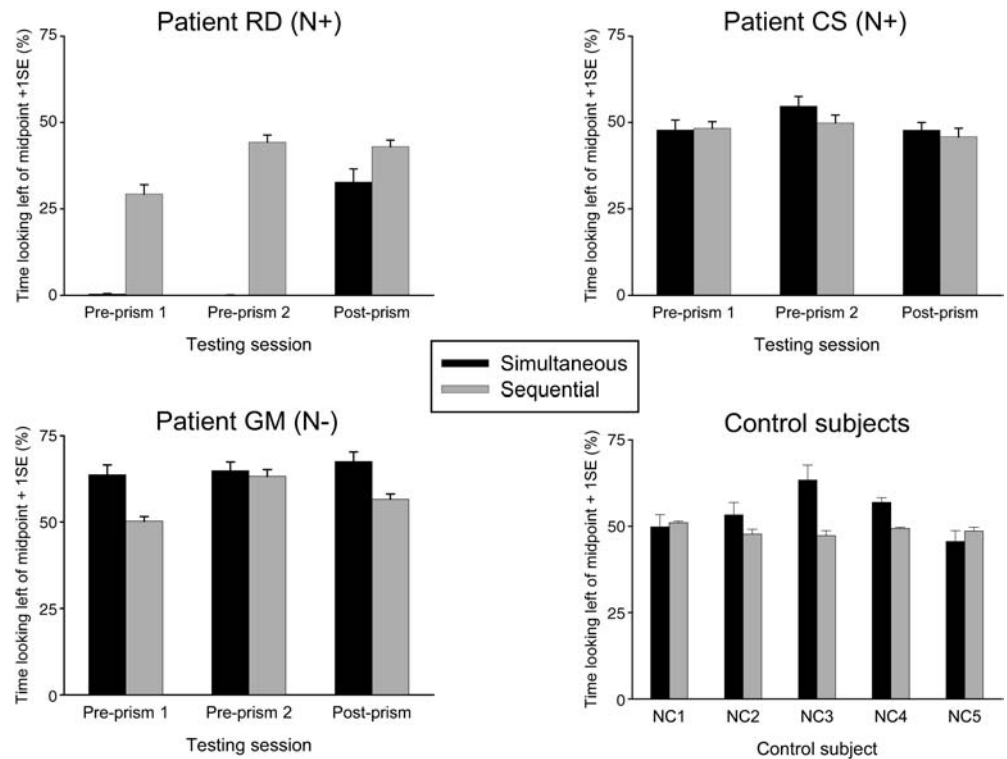 Patient RD (N+)
Time looking left of midpoint +1SE (%)
75
50
25
0
Pre-prism 1 Pre-prism 2 Post-prism
Testing session
Patient CS (N+)
Time looking left of midpoint +1SE (%)
75
50
25
0
Pre-prism 1 Pre-prism 2 Post-prism
Testing session
Simultaneous
Sequential
Patient GM (N-)
Time looking left of midpoint + 1SE (%)
75
50
25
0
Pre-prism 1 Pre-prism 2 Post-prism
Testing session
Control subjects
Time looking left of midpoint + 1SE (%)
75
50
25
0
NC1 NC2 NC3 NC4 NC5
Control subject